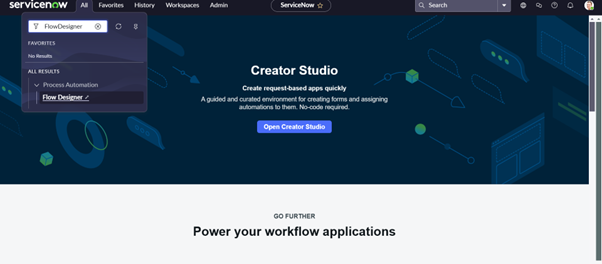 servicenow All Favorites History Workspaces Admin ServiceNow Search
FlowDesigner
FAVORITES
No Results
ALL RESULTS
Process Automation
Flow Designer
Creator Studio
Create request-based apps quickly
A guided and curated environment for creating forms and assigning
automations to them. No-code required.
Open Creator Studio
GO FURTHER
Power your workflow applications